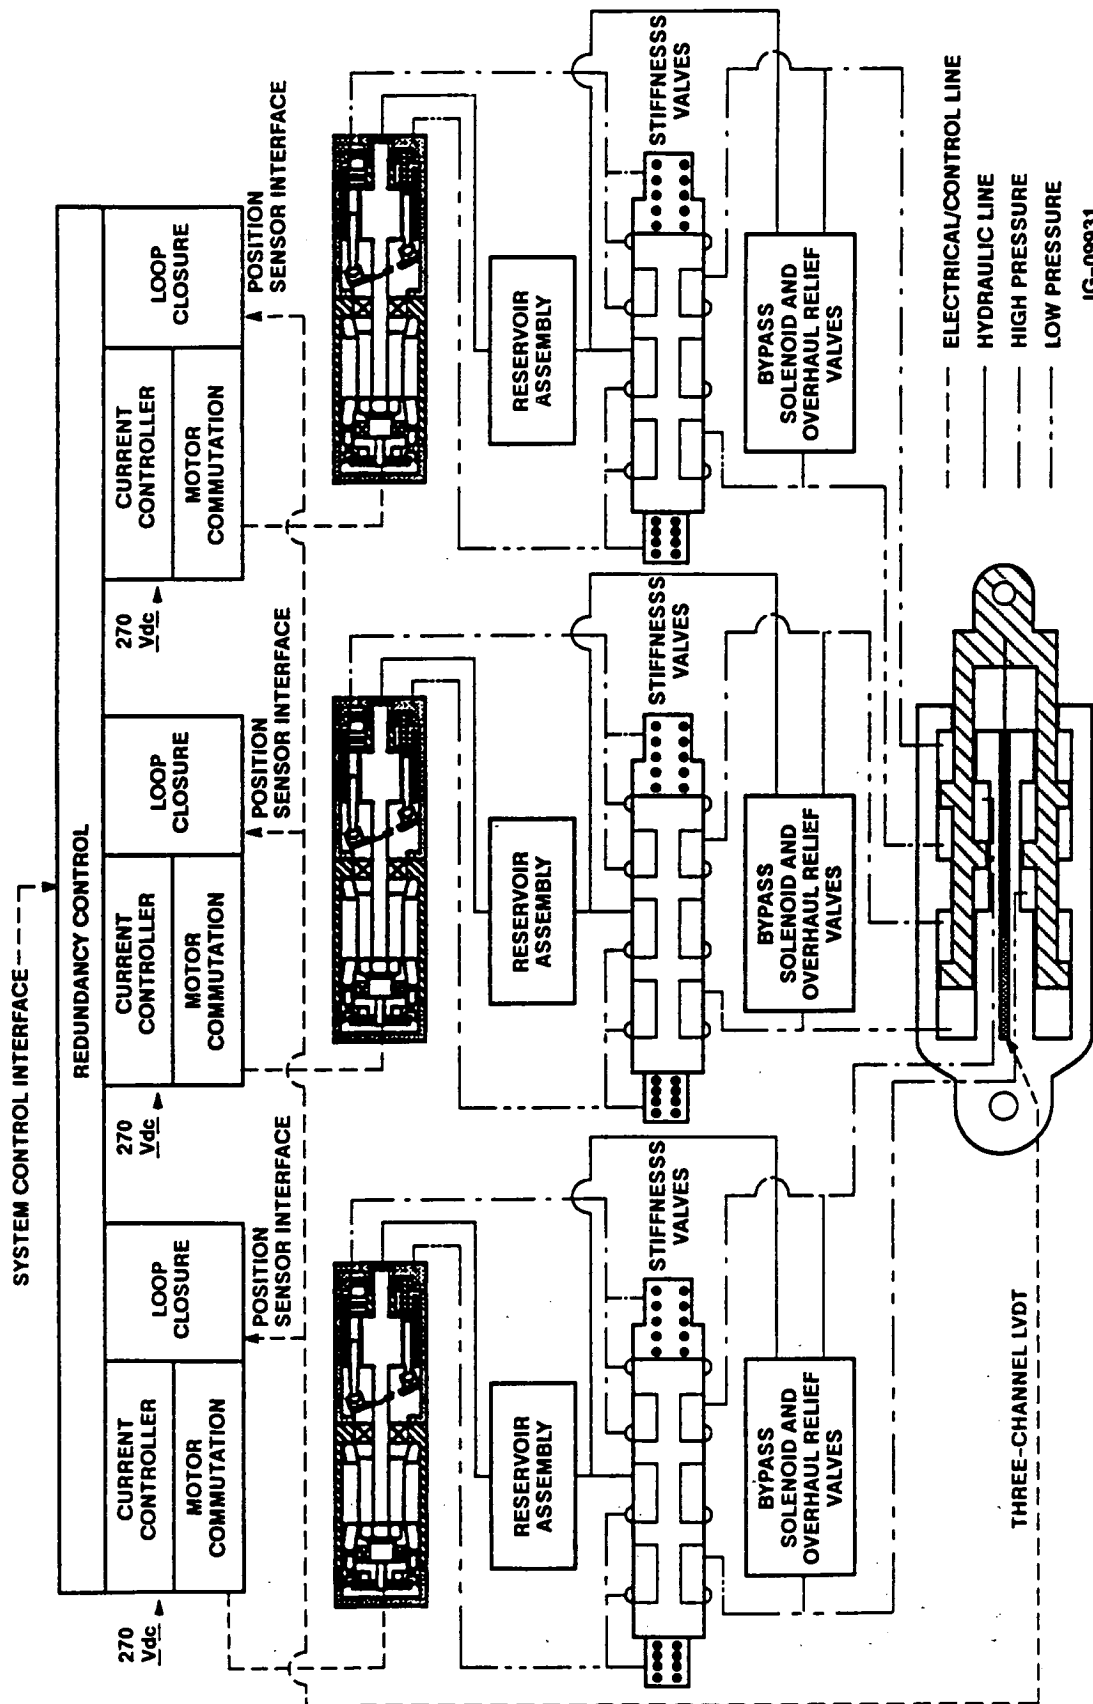 SYSTEM CONTROL INTERFACE
REDUNDANCY CONTROL
270
Vdc
CURRENT
CONTROLLER
MOTOR
COMMUTATION
LOOP
CLOSURE
POSITION
SENSOR INTERFACE
270
Vdc
CURRENT
CONTROLLER
MOTOR
COMMUTATION
LOOP
CLOSURE
POSITION
SENSOR INTERFACE
270
Vdc
CURRENT
CONTROLLER
MOTOR
COMMUTATION
LOOP
CLOSURE
POSITION
SENSOR INTERFACE
RESERVOIR
ASSEMBLY
RESERVOIR
ASSEMBLY
RESERVOIR
ASSEMBLY
STIFFNESSS
VALVES
STIFFNESSS
VALVES
STIFFNESSS
VALVES
BYPASS
SOLENOID AND
OVERHAUL RELIEF
VALVES
BYPASS
SOLENOID AND
OVERHAUL RELIEF
VALVES
BYPASS
SOLENOID AND
OVERHAUL RELIEF
VALVES
THREE-CHANNEL LVDT
ELECTRICAL/CONTROL LINE
HYDRAULIC LINE
HIGH PRESSURE
LOW PRESSURE
IG-09931